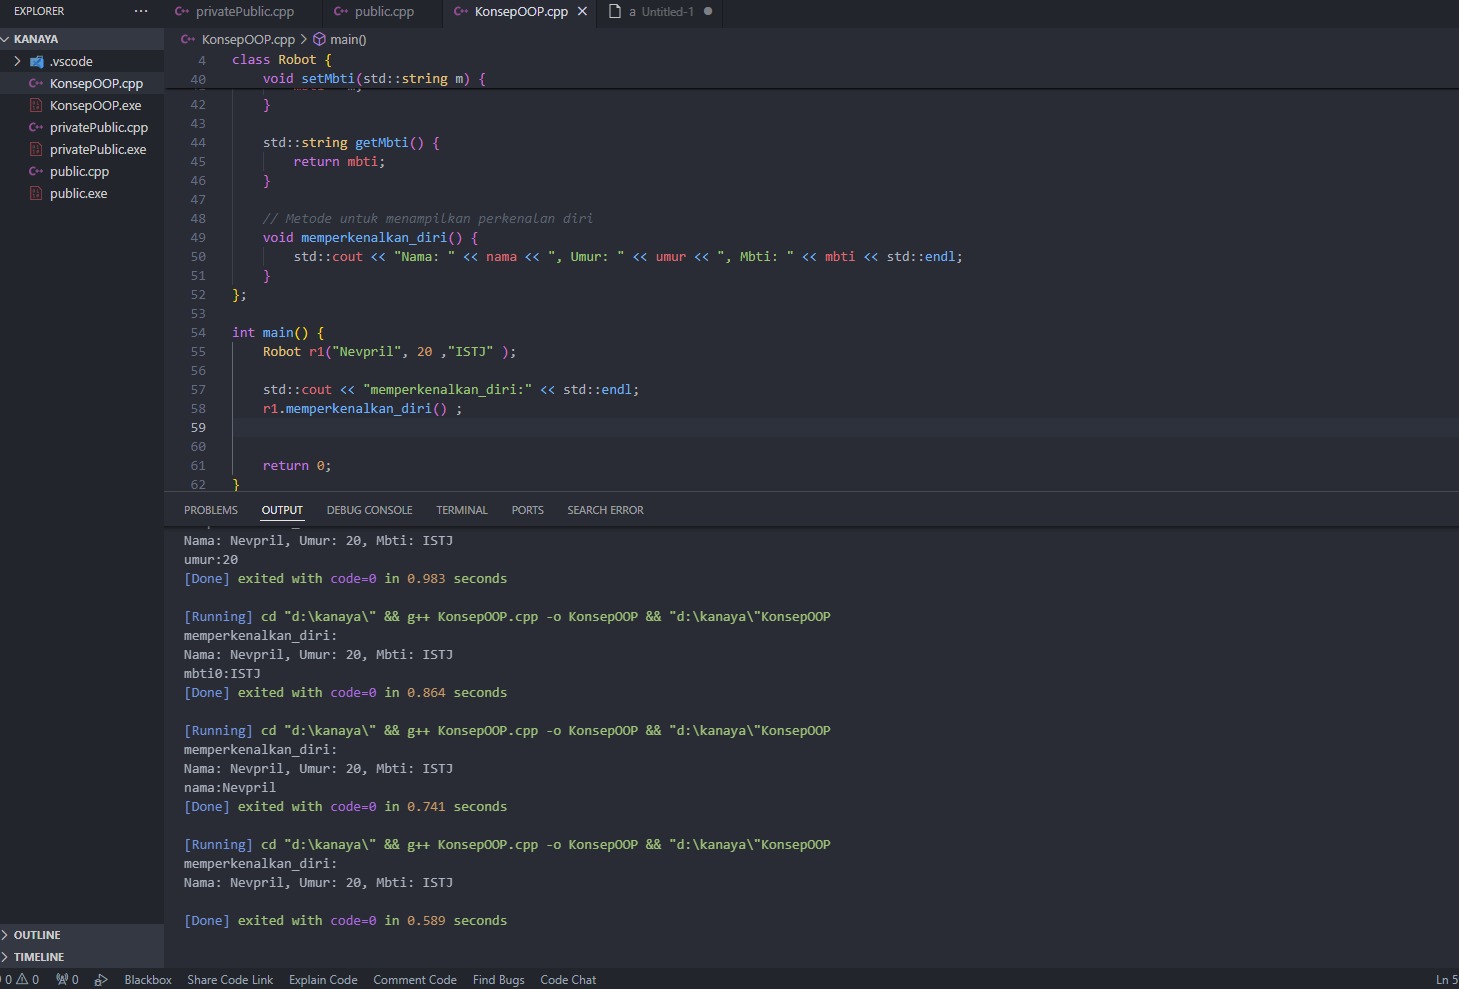 EXPLORER ···
KANAYA
.vscode
KonsepOOP.cpp
KonsepOOP.exe
privatePublic.cpp
privatePublic.exe
public.cpp
public.exe
OUTLINE
TIMELINE
privatePublic.cpp public.cpp KonsepOOP.cpp a Untitled-1
KonsepOOP.cpp > main()
4 class Robot {
40 void setMbti(std::string m) {
42 }
43
44 std::string getMbti() {
45 return mbti;
46 }
47
48 // Metode untuk menampilkan perkenalan diri
49 void memperkenalkan_diri() {
50 std::cout << "Nama: " << nama << ", Umur: " << umur << ", Mbti: " << mbti << std::endl;
51 }
52 };
53
54 int main() {
55 Robot r1("Nevpril", 20 ,"ISTJ" );
56
57 std::cout << "memperkenalkan_diri:" << std::endl;
58 r1.memperkenalkan_diri() ;
59
60
61 return 0;
62 }
PROBLEMS OUTPUT DEBUG CONSOLE TERMINAL PORTS SEARCH ERROR
Nama: Nevpril, Umur: 20, Mbti: ISTJ
umur:20
[Done] exited with code=0 in 0.983 seconds
[Running] cd "d:\kanaya\" && g++ KonsepOOP.cpp -o KonsepOOP && "d:\kanaya\"KonsepOOP
memperkenalkan_diri:
Nama: Nevpril, Umur: 20, Mbti: ISTJ
mbti0:ISTJ
[Done] exited with code=0 in 0.864 seconds
[Running] cd "d:\kanaya\" && g++ KonsepOOP.cpp -o KonsepOOP && "d:\kanaya\"KonsepOOP
memperkenalkan_diri:
Nama: Nevpril, Umur: 20, Mbti: ISTJ
nama:Nevpril
[Done] exited with code=0 in 0.741 seconds
[Running] cd "d:\kanaya\" && g++ KonsepOOP.cpp -o KonsepOOP && "d:\kanaya\"KonsepOOP
memperkenalkan_diri:
Nama: Nevpril, Umur: 20, Mbti: ISTJ
[Done] exited with code=0 in 0.589 seconds
0 0 0 Blackbox Share Code Link Explain Code Comment Code Find Bugs Code Chat Ln 5